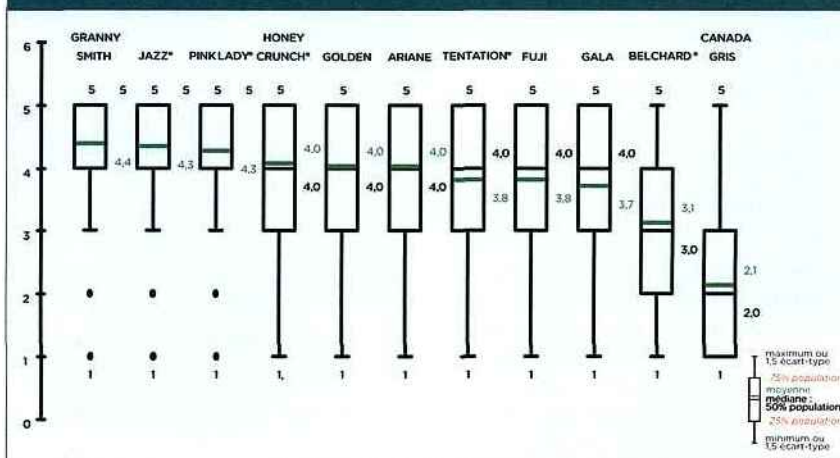 GRANNY SMITH
JAZZ*
PINK LADY*
HONEY CRUNCH*
GOLDEN
ARIANE
TENTATION*
FUJI
GALA
BELCHARD*
CANADA GRIS
6
5
4
3
2
1
0
5 5 5 5 5 5 5 5 5 5 5 5 5 5
4,4
4,3
4,3
4,0
4,0
4,0
4,0
4,0
4,0
4,0
3,8
4,0
3,8
4,0
3,7
3,1
3,0
2,1
2,0
1 1 1 1, 1 1 1 1 1 1 1
maximum ou
1,5 écart-type
75% population
moyenne
médiane :
50% population
25% population
minimum ou
1,5 écart-type